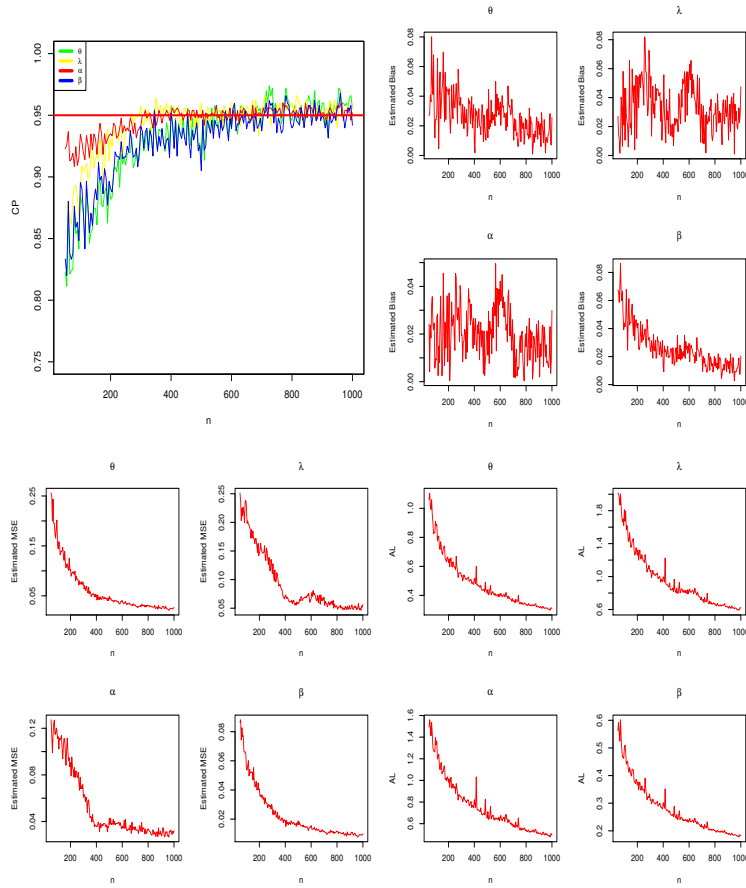 CP
1.00
0.95
0.90
0.85
0.80
0.75
θ
λ
α
β
200 400 600 800 1000
n
θ
Estimated Bias
0.08
0.06
0.04
0.02
0.00
200 400 600 800 1000
n
λ
Estimated Bias
0.08
0.06
0.04
0.02
0.00
200 400 600 800 1000
n
α
Estimated Bias
0.04
0.02
0.00
200 400 600 800 1000
n
β
Estimated Bias
0.08
0.06
0.04
0.02
0.00
200 400 600 800 1000
n
θ
Estimated MSE
0.25
0.15
0.05
200 400 600 800 1000
n
λ
Estimated MSE
0.25
0.20
0.15
0.10
0.05
200 400 600 800 1000
n
θ
AL
1.0
0.8
0.6
0.4
200 400 600 800 1000
n
λ
AL
1.8
1.4
1.0
0.6
200 400 600 800 1000
n
α
Estimated MSE
0.12
0.08
0.04
200 400 600 800 1000
n
β
Estimated MSE
0.08
0.06
0.04
0.02
200 400 600 800 1000
n
α
AL
1.6
1.4
1.2
1.0
0.8
0.6
200 400 600 800 1000
n
β
AL
0.6
0.5
0.4
0.3
0.2
200 400 600 800 1000
n